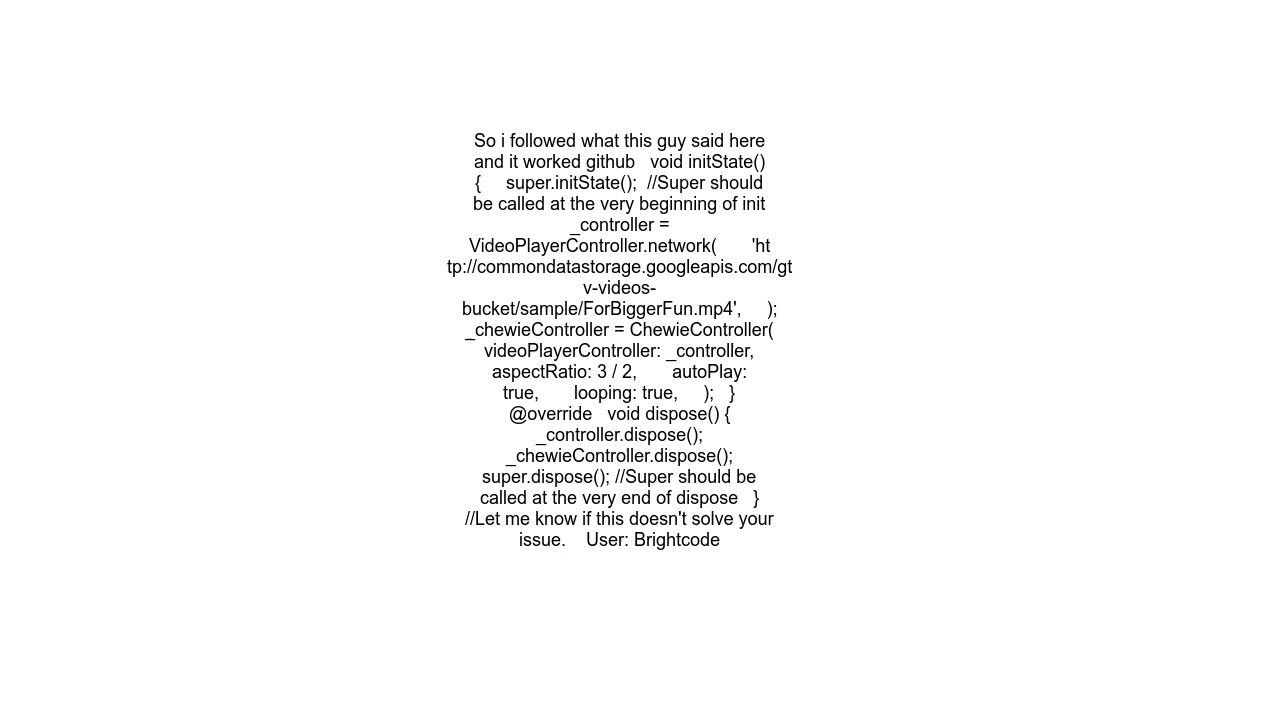 So i followed what this guy said here
and it worked github   void initState()
{     super.initState();  //Super should
be called at the very beginning of init
_controller =
VideoPlayerController.network(       'ht
tp://commondatastorage.googleapis.com/gt
v-videos-
bucket/sample/ForBiggerFun.mp4',     );
_chewieController = ChewieController(
videoPlayerController: _controller,
aspectRatio: 3 / 2,       autoPlay:
true,       looping: true,     );   }
@override   void dispose() {
_controller.dispose();
_chewieController.dispose();
super.dispose(); //Super should be
called at the very end of dispose   }
//Let me know if this doesn't solve your
issue.    User: Brightcode